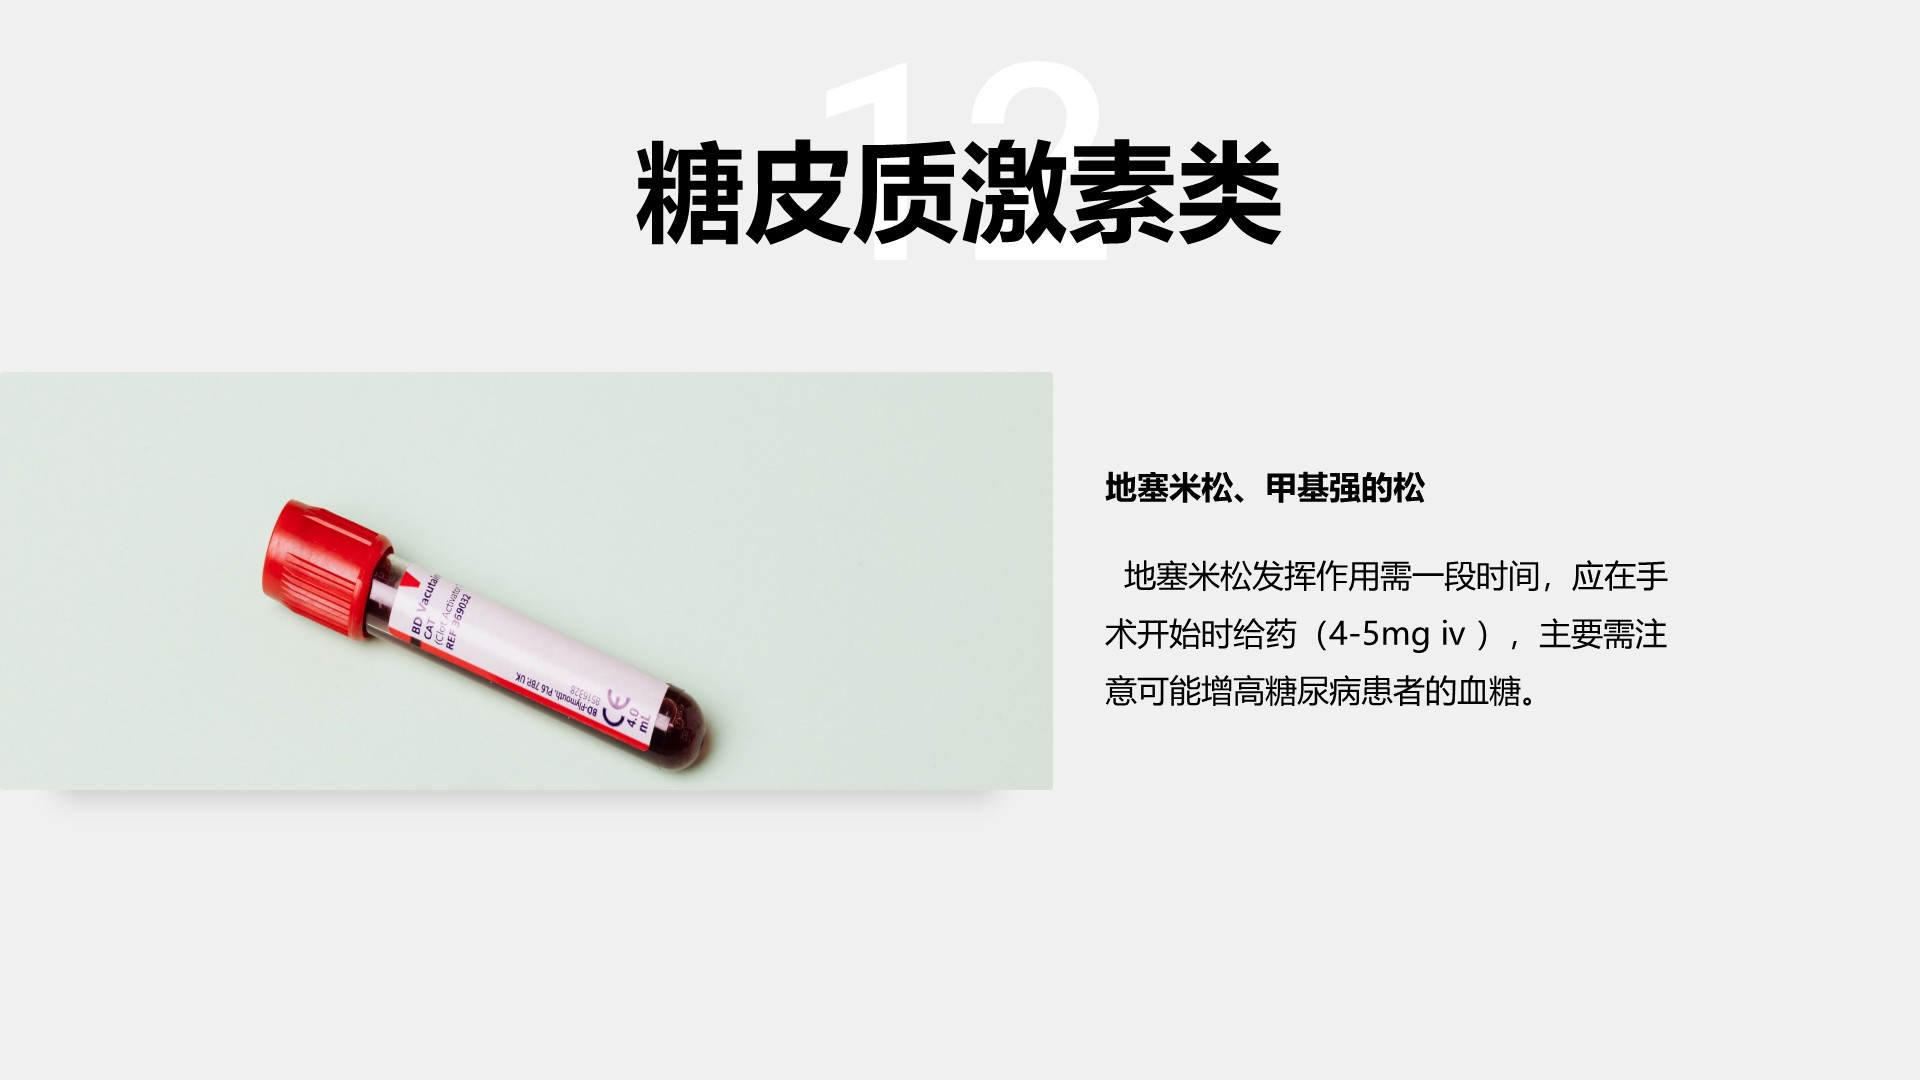 12
糖皮质激素类
地塞米松、甲基强的松
地塞米松发挥作用需一段时间，应在手
术开始时给药（4-5mg iv ），主要需注
意可能增高糖尿病患者的血糖。
BD Vacutain
CAT
(Clot Activator
REF 369032
BD-Plymouth. PL6 7BP. UK
8516328
CE
4.0
mL